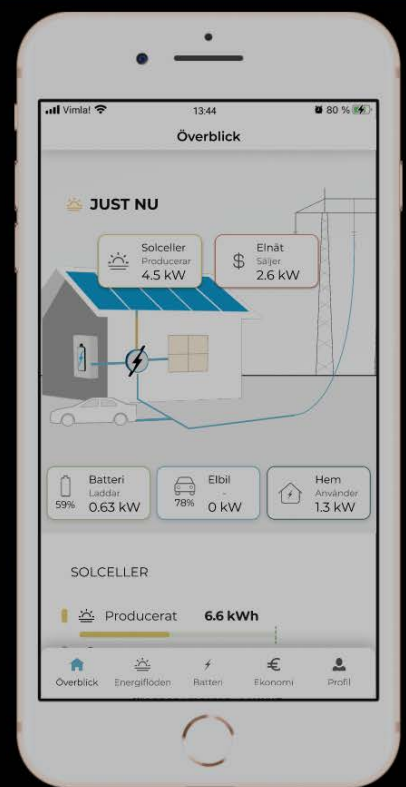 Vimla!
13:44
80 %
Överblick
JUST NU
Solceller
Producerar
4.5 kW
$
Elnät
Säljer
2.6 kW
Batteri
Laddar
59%
0.63 kW
Elbil
-
78%
0 kW
Hem
Använder
1.3 kW
SOLCELLER
Producerat 6.6 kWh
Överblick
Energiflöden
Batteri
€
Ekonomi
Profil